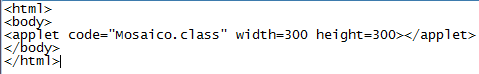 <html>
<body>
<applet code="Mosaico.class" width=300 height=300></applet>
</body>
</html>